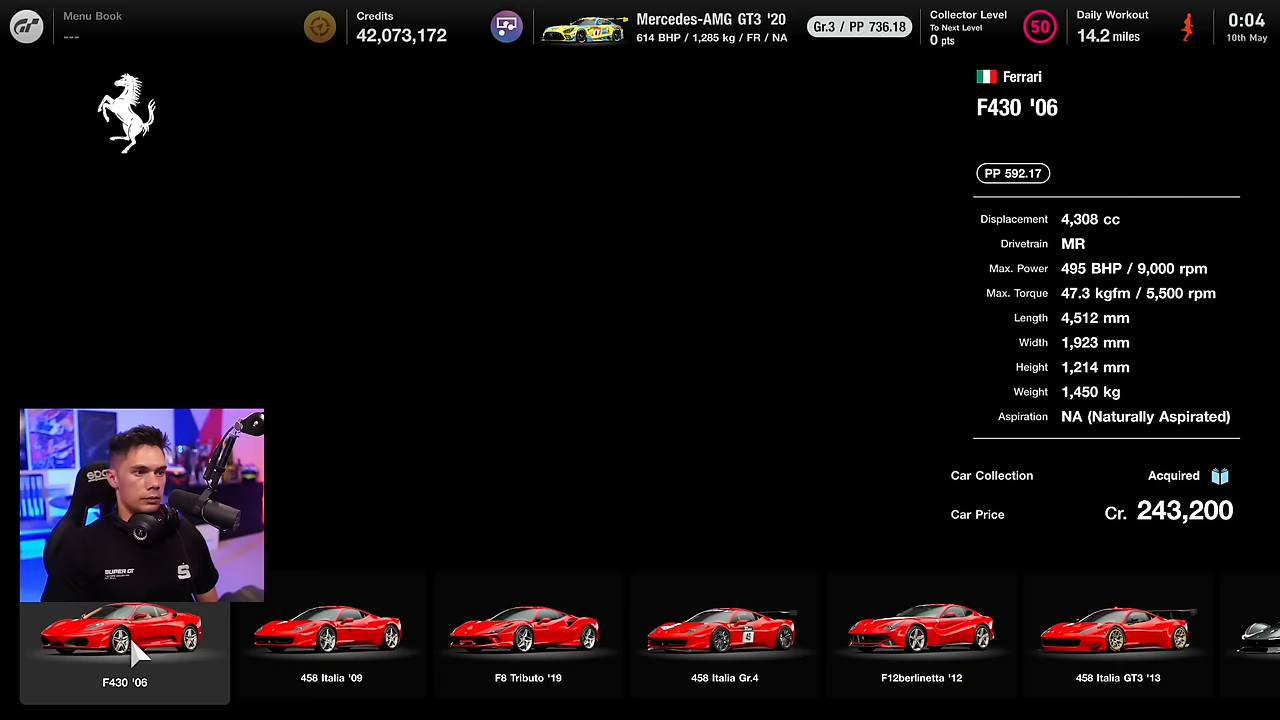 GT
Menu Book
---
Credits
42,073,172
Mercedes-AMG GT3 '20
614 BHP / 1,285 kg / FR / NA
Gr.3 / PP 736.18
Collector Level
To Next Level
0 pts
50
Daily Workout
14.2 miles
0:04
10th May
Ferrari
F430 '06
PP 592.17
Displacement 4,308 cc
Drivetrain MR
Max. Power 495 BHP / 9,000 rpm
Max. Torque 47.3 kgfm / 5,500 rpm
Length 4,512 mm
Width 1,923 mm
Height 1,214 mm
Weight 1,450 kg
Aspiration NA (Naturally Aspirated)
Car Collection Acquired
Car Price Cr. 243,200
SUPER GT
S
F430 '06
458 Italia '09
F8 Tributo '19
458 Italia Gr.4
F12berlinetta '12
458 Italia GT3 '13